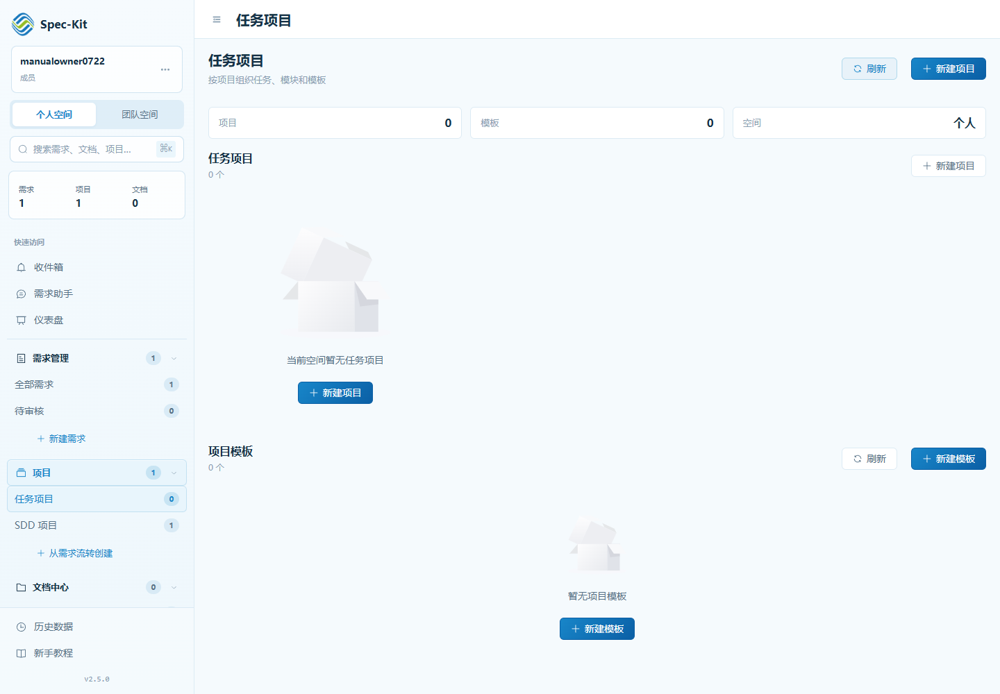 Spec-Kit
manualowner0722
成员
个人空间 团队空间
搜索需求、文档、项目... ⌘K
需求 项目 文档
1 1 0
快速访问
收件箱
需求助手
仪表盘
需求管理 1
全部需求 1
待审核 0
新建需求
项目 1
任务项目 0
SDD 项目 1
从需求流转创建
文档中心 0
历史数据
新手教程
v2.5.0
任务项目
任务项目
按项目组织任务、模块和模板
刷新 新建项目
项目 0 模板 0 空间 个人
任务项目
0 个
新建项目
当前空间暂无任务项目
新建项目
项目模板
0 个
刷新 新建模板
暂无项目模板
新建模板